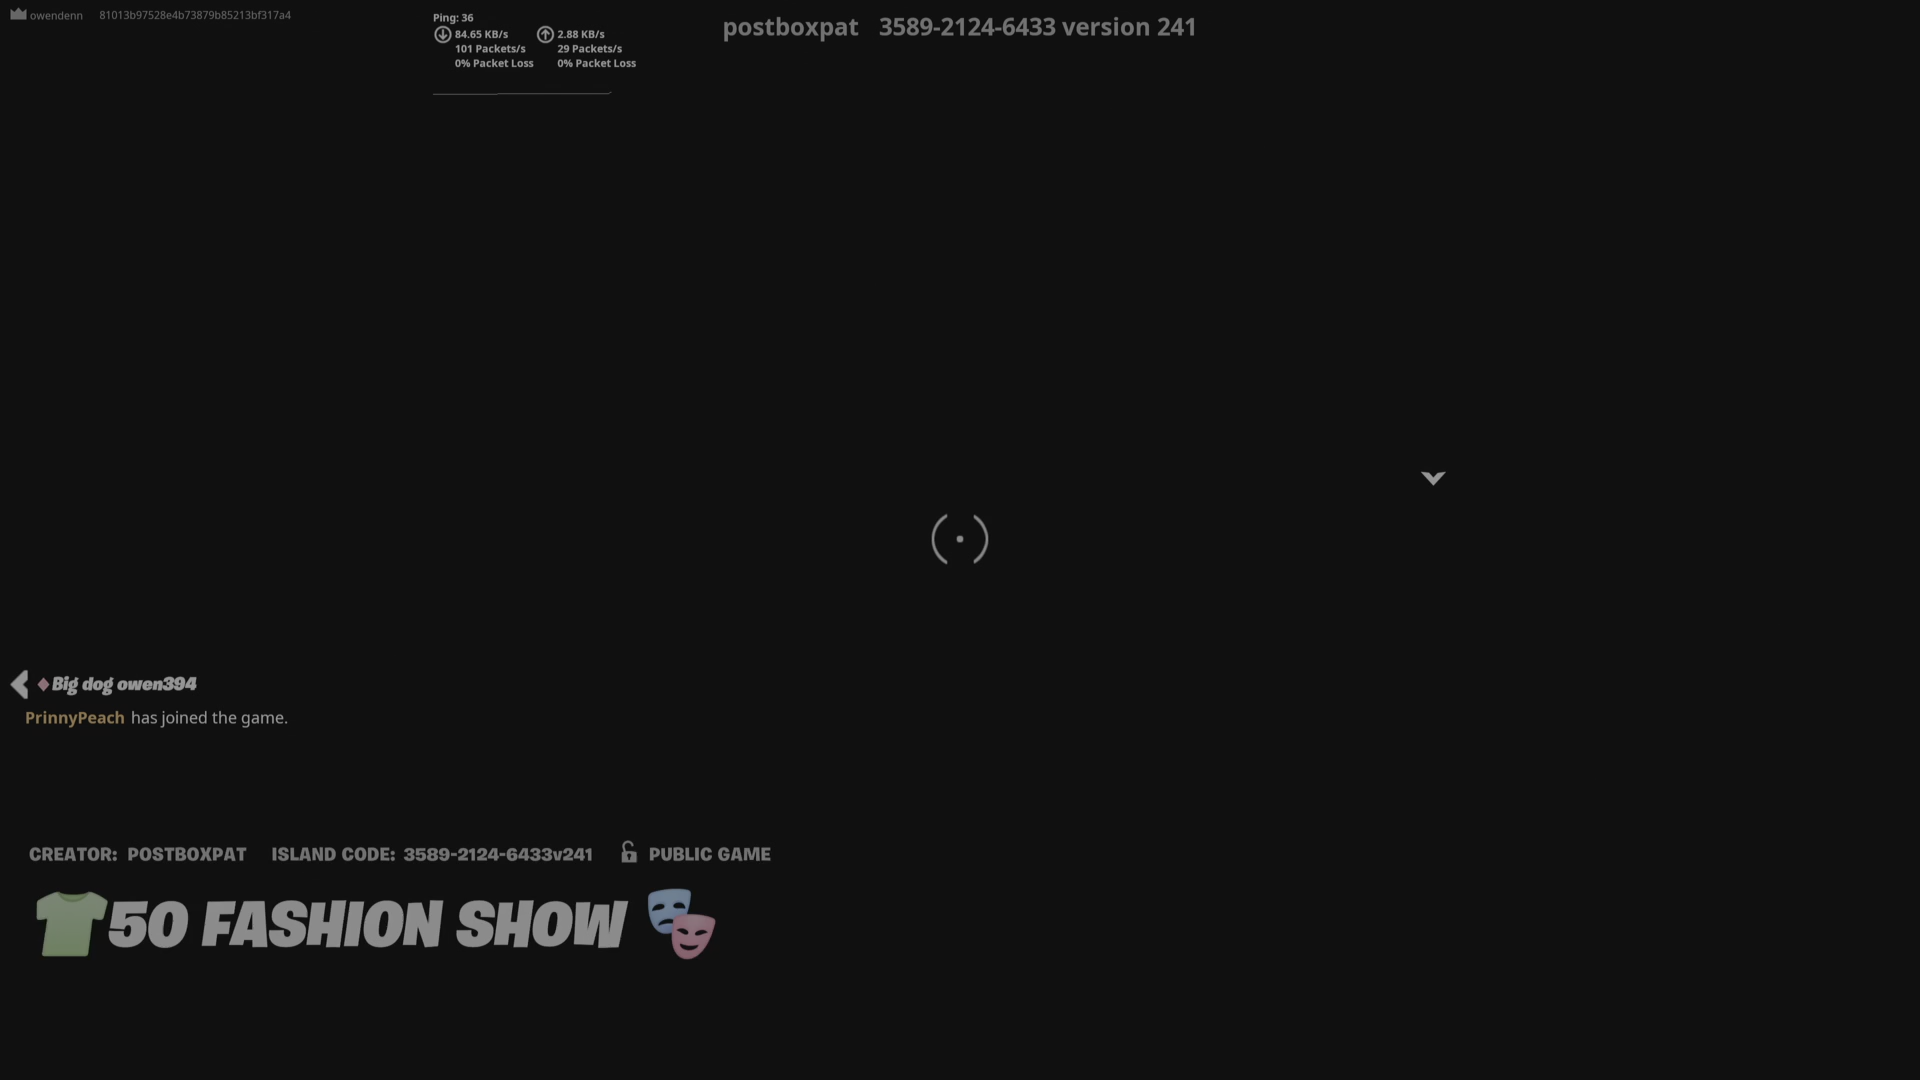 owendenn 81013b97528e4b73879b85213bf317a4
Ping: 36
84.65 KB/s 2.88 KB/s
101 Packets/s 29 Packets/s
0% Packet Loss 0% Packet Loss
postboxpat 3589-2124-6433 version 241
Big dog owen394
PrinnyPeach has joined the game.
CREATOR: POSTBOXPAT ISLAND CODE: 3589-2124-6433v241 PUBLIC GAME
50 FASHION SHOW